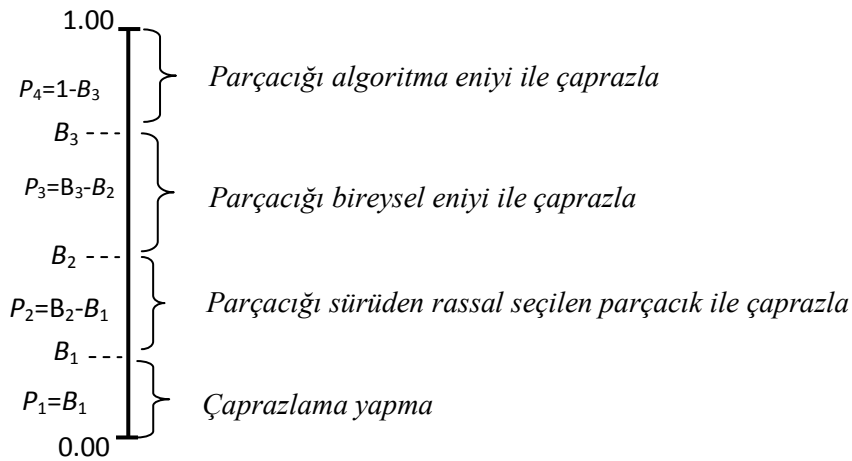 1.00
P₄=1-B₃
Parçacığı algoritma eniyi ile çaprazla
B₃
P₃=B₃-B₂
Parçacığı bireysel eniyi ile çaprazla
B₂
P₂=B₂-B₁
Parçacığı sürüden rassal seçilen parçacık ile çaprazla
B₁
P₁=B₁
Çaprazlama yapma
0.00